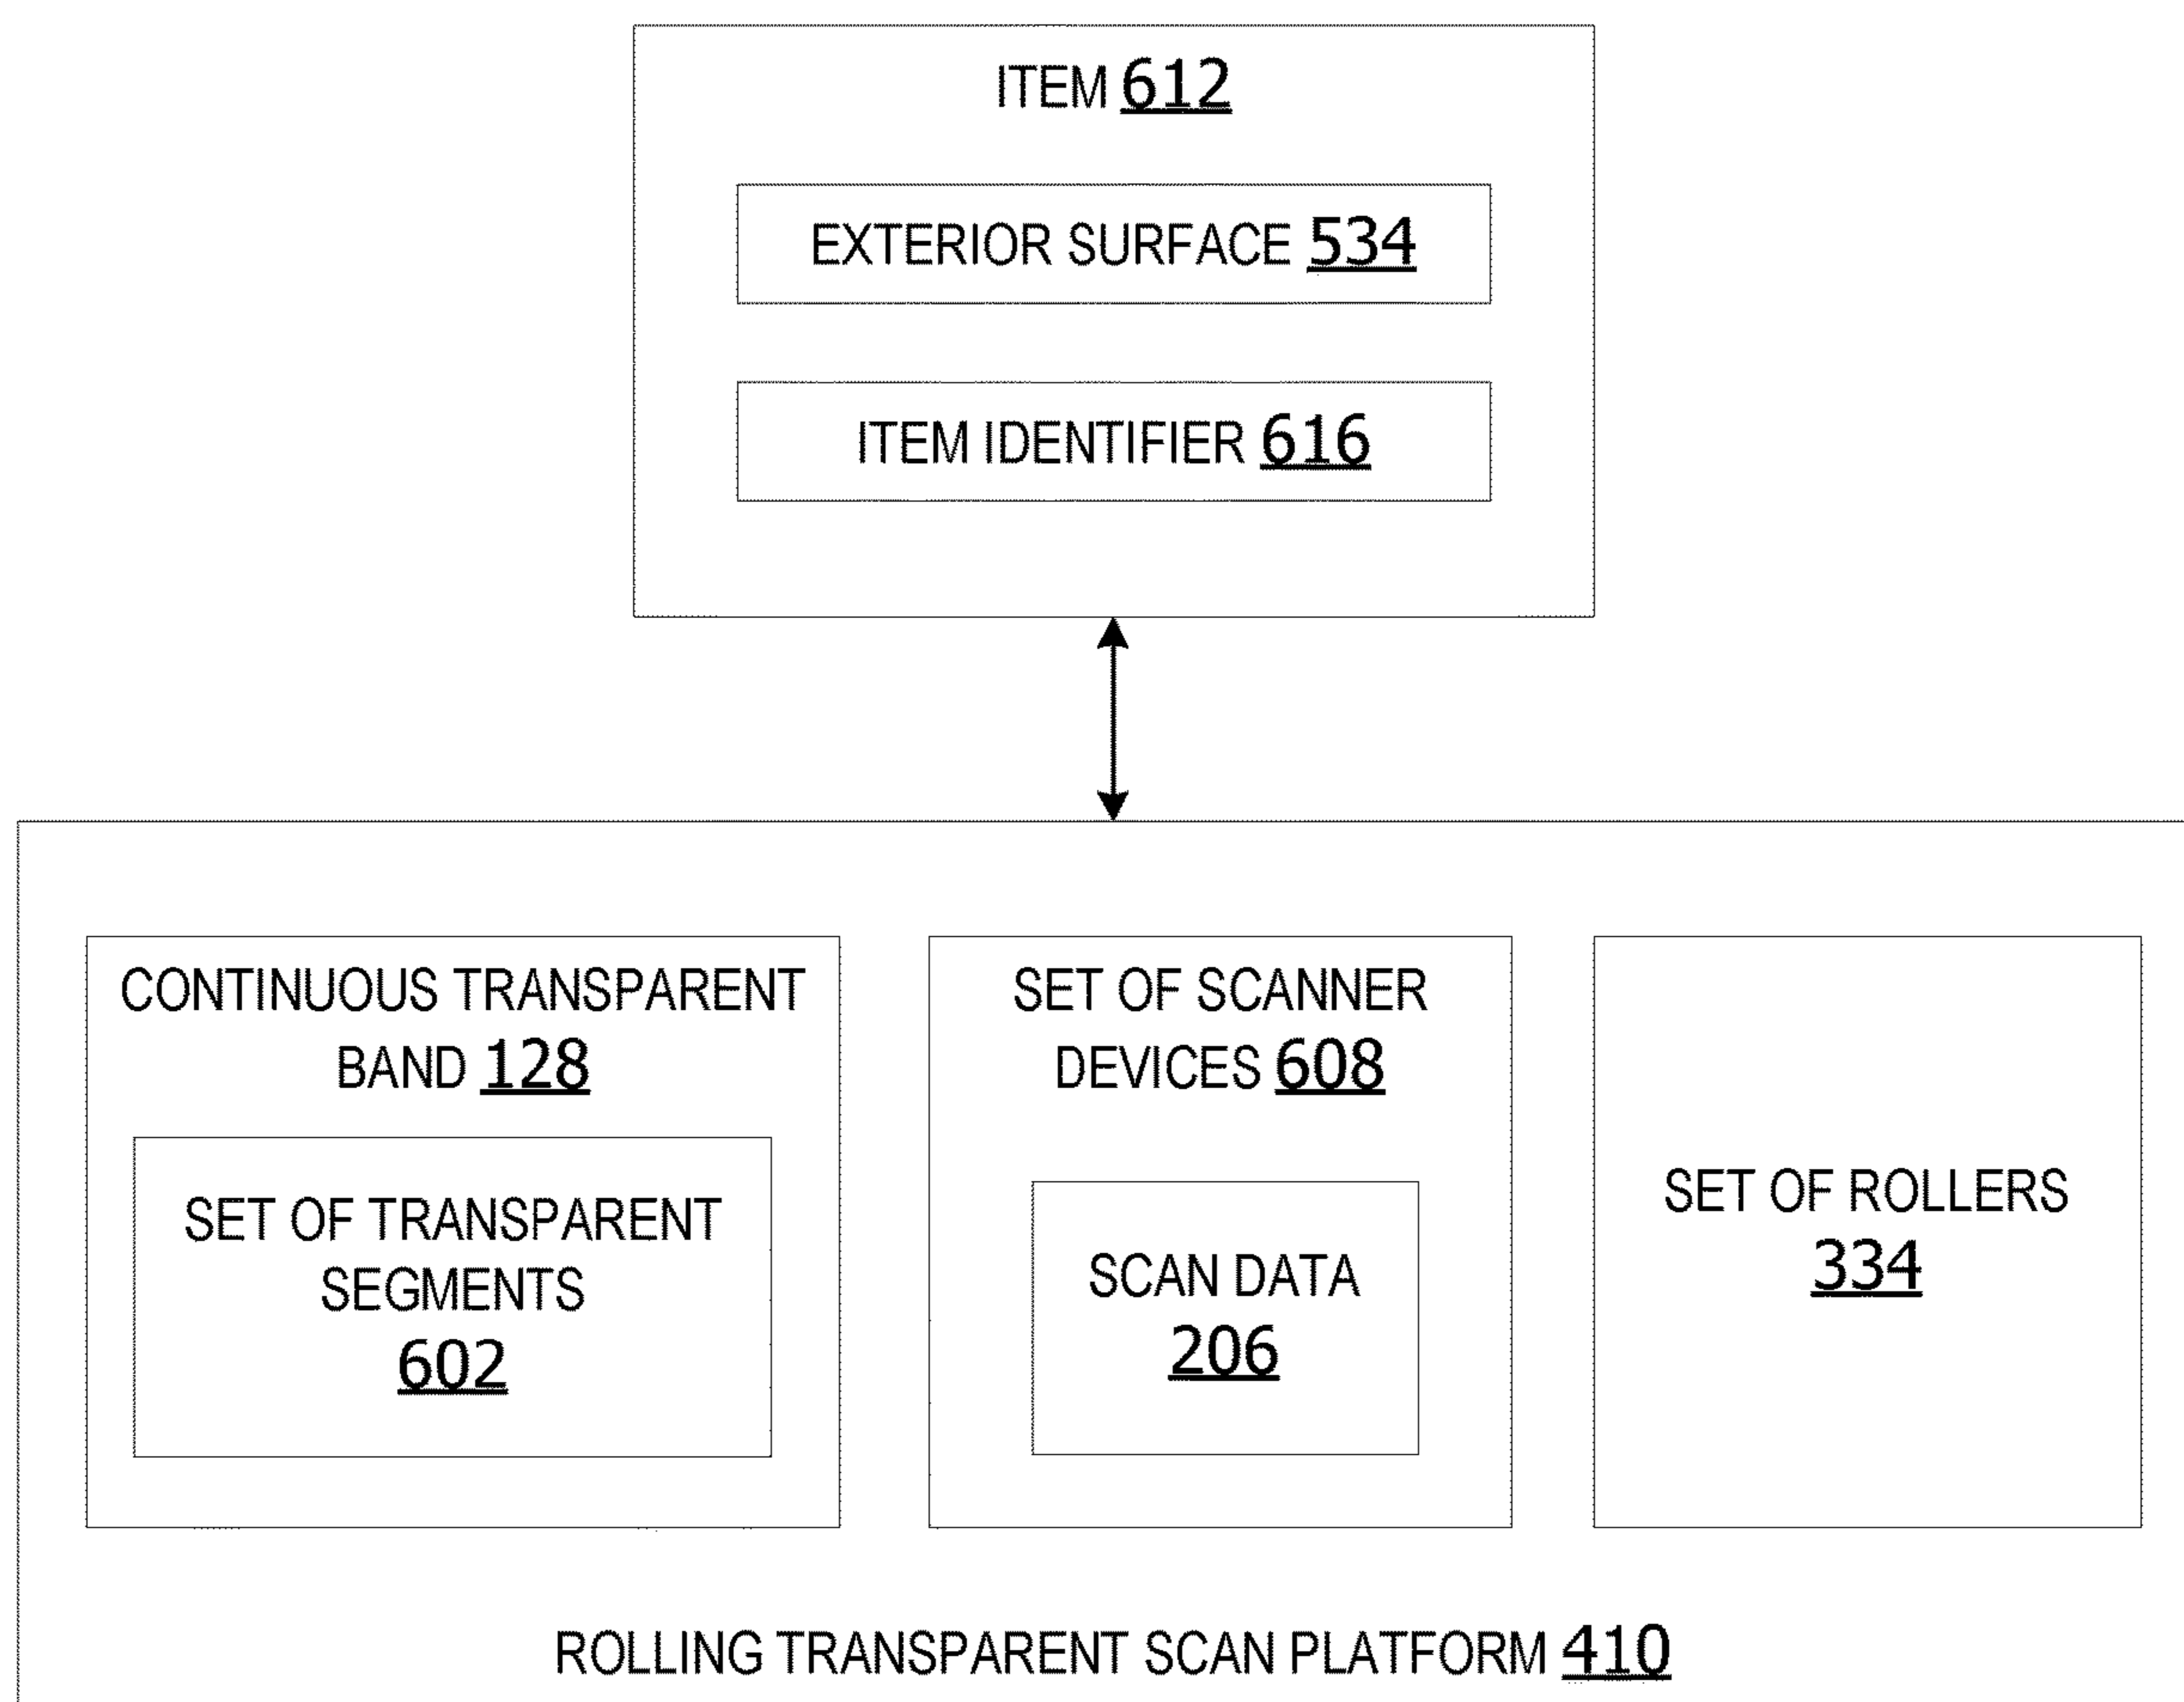 ITEM 612
EXTERIOR SURFACE 534
ITEM IDENTIFIER 616
CONTINUOUS TRANSPARENT
BAND 128
SET OF TRANSPARENT
SEGMENTS
602
SET OF SCANNER
DEVICES 608
SCAN DATA
206
SET OF ROLLERS
334
ROLLING TRANSPARENT SCAN PLATFORM 410